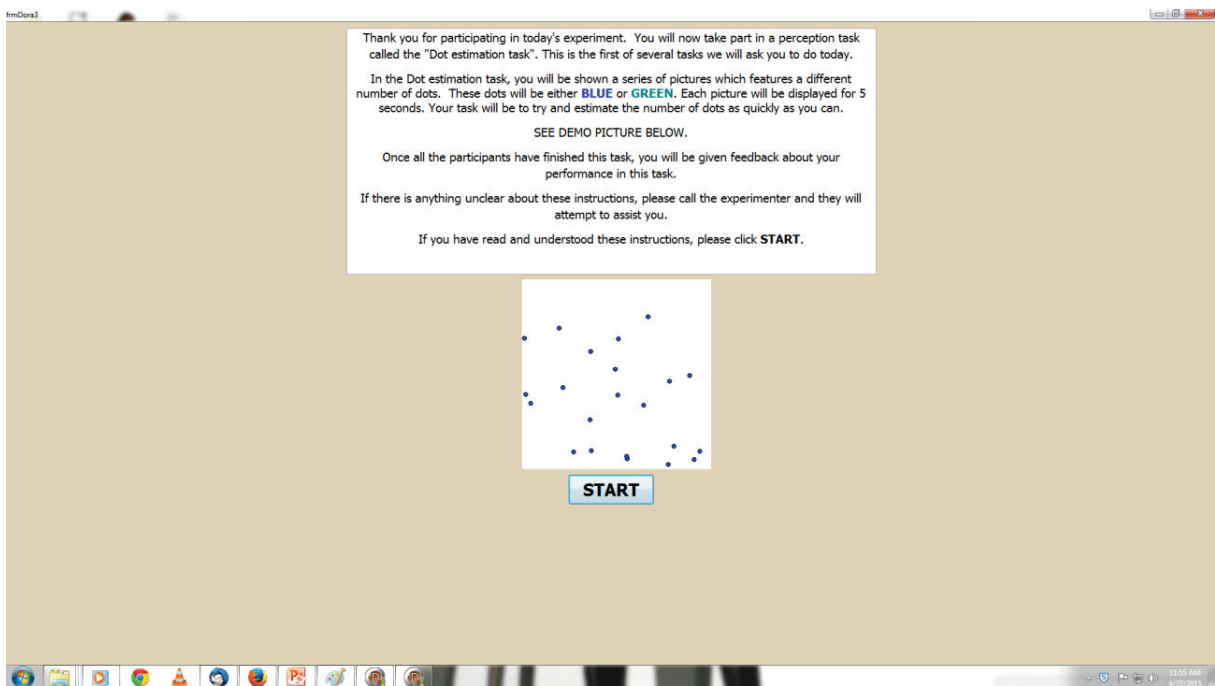 frmDora3
Thank you for participating in today's experiment. You will now take part in a perception task
called the "Dot estimation task". This is the first of several tasks we will ask you to do today.
In the Dot estimation task, you will be shown a series of pictures which features a different
number of dots. These dots will be either BLUE or GREEN. Each picture will be displayed for 5
seconds. Your task will be to try and estimate the number of dots as quickly as you can.
SEE DEMO PICTURE BELOW.
Once all the participants have finished this task, you will be given feedback about your
performance in this task.
If there is anything unclear about these instructions, please call the experimenter and they will
attempt to assist you.
If you have read and understood these instructions, please click START.
START
11:55 AM
4/22/2015